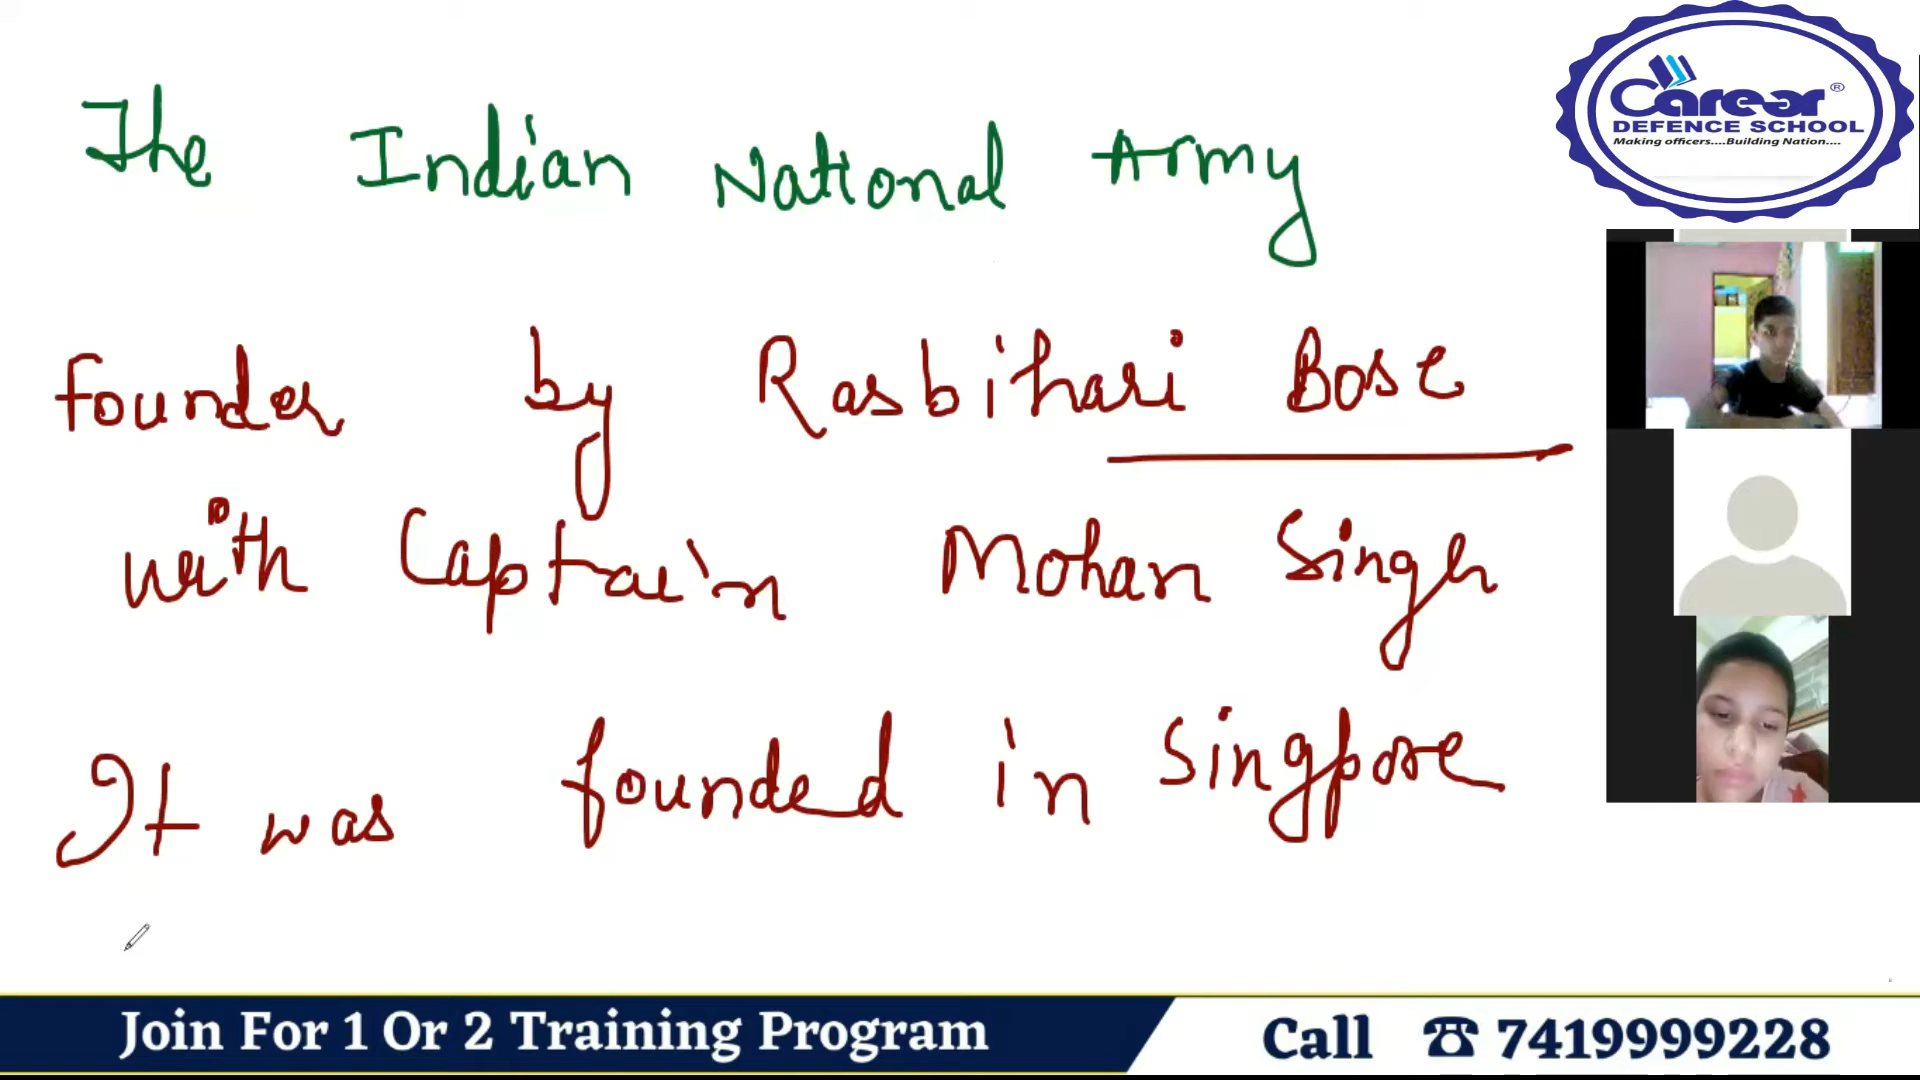 The Indian National Army
founder by Rasbihari Bose
with Captain Mohan Singh
It was founded in Singpore
Carear®
DEFENCE SCHOOL
Making officers....Building Nation....
Join For 1 Or 2 Training Program
Call ☎ 7419999228